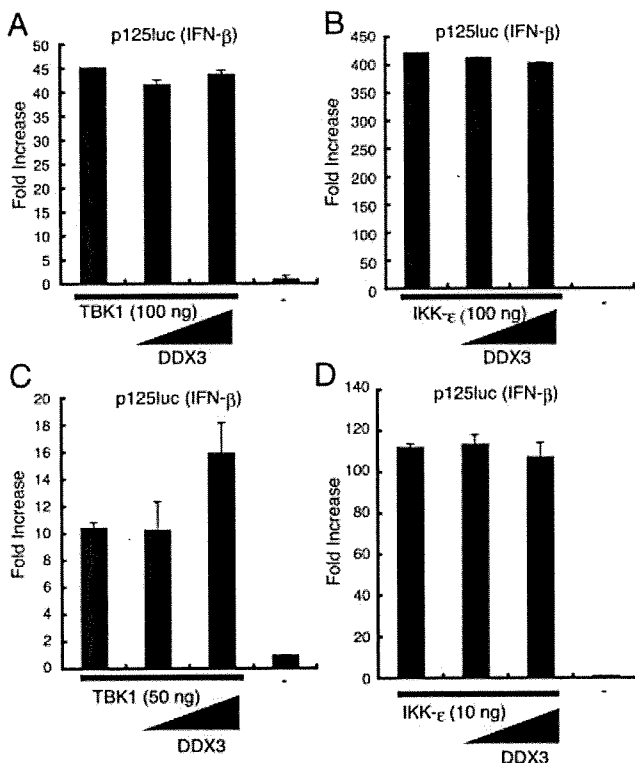 A
p125luc (IFN-β)
Fold Increase
45
40
35
30
25
20
15
10
5
0
-
TBK1 (100 ng)
DDX3
B
p125luc (IFN-β)
Fold Increase
450
400
350
300
250
200
150
100
50
0
-
IKK-ε (100 ng)
DDX3
C
p125luc (IFN-β)
Fold Increase
20
18
16
14
12
10
8
6
4
2
0
-
TBK1 (50 ng)
DDX3
D
p125luc (IFN-β)
Fold Increase
140
120
100
80
60
40
20
0
-
IKK-ε (10 ng)
DDX3